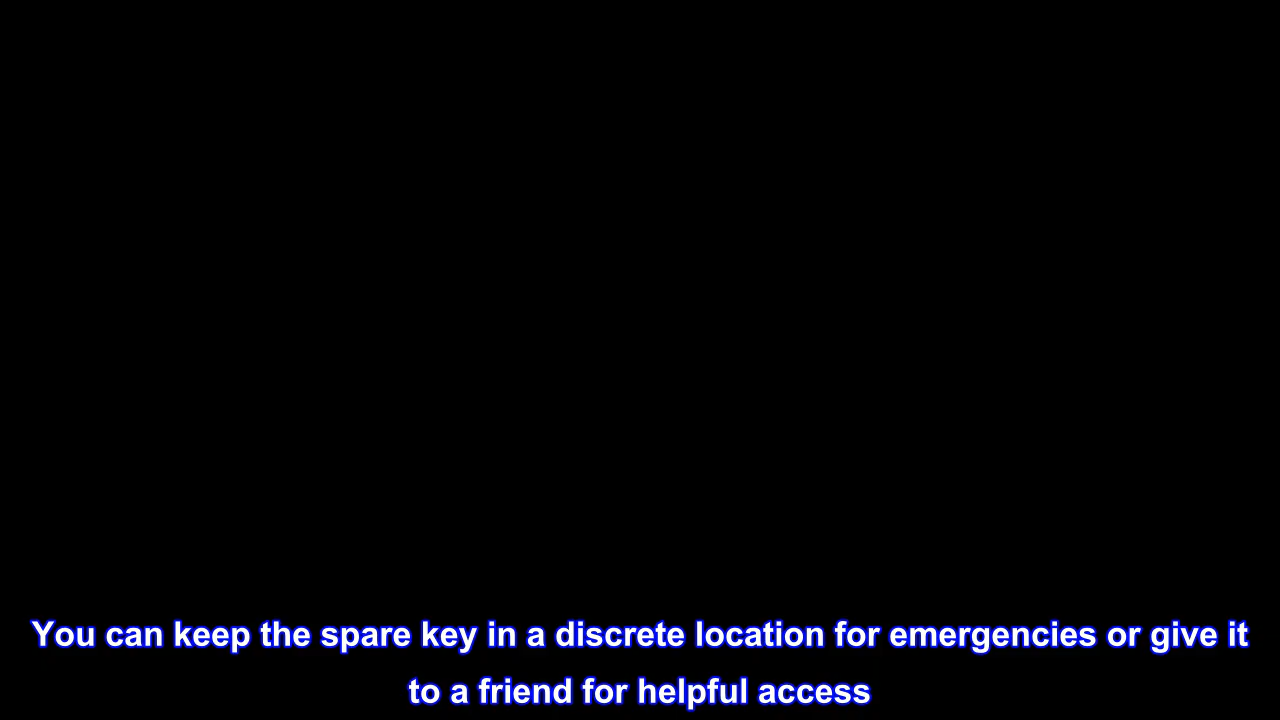 You can keep the spare key in a discrete location for emergencies or give it
to a friend for helpful access